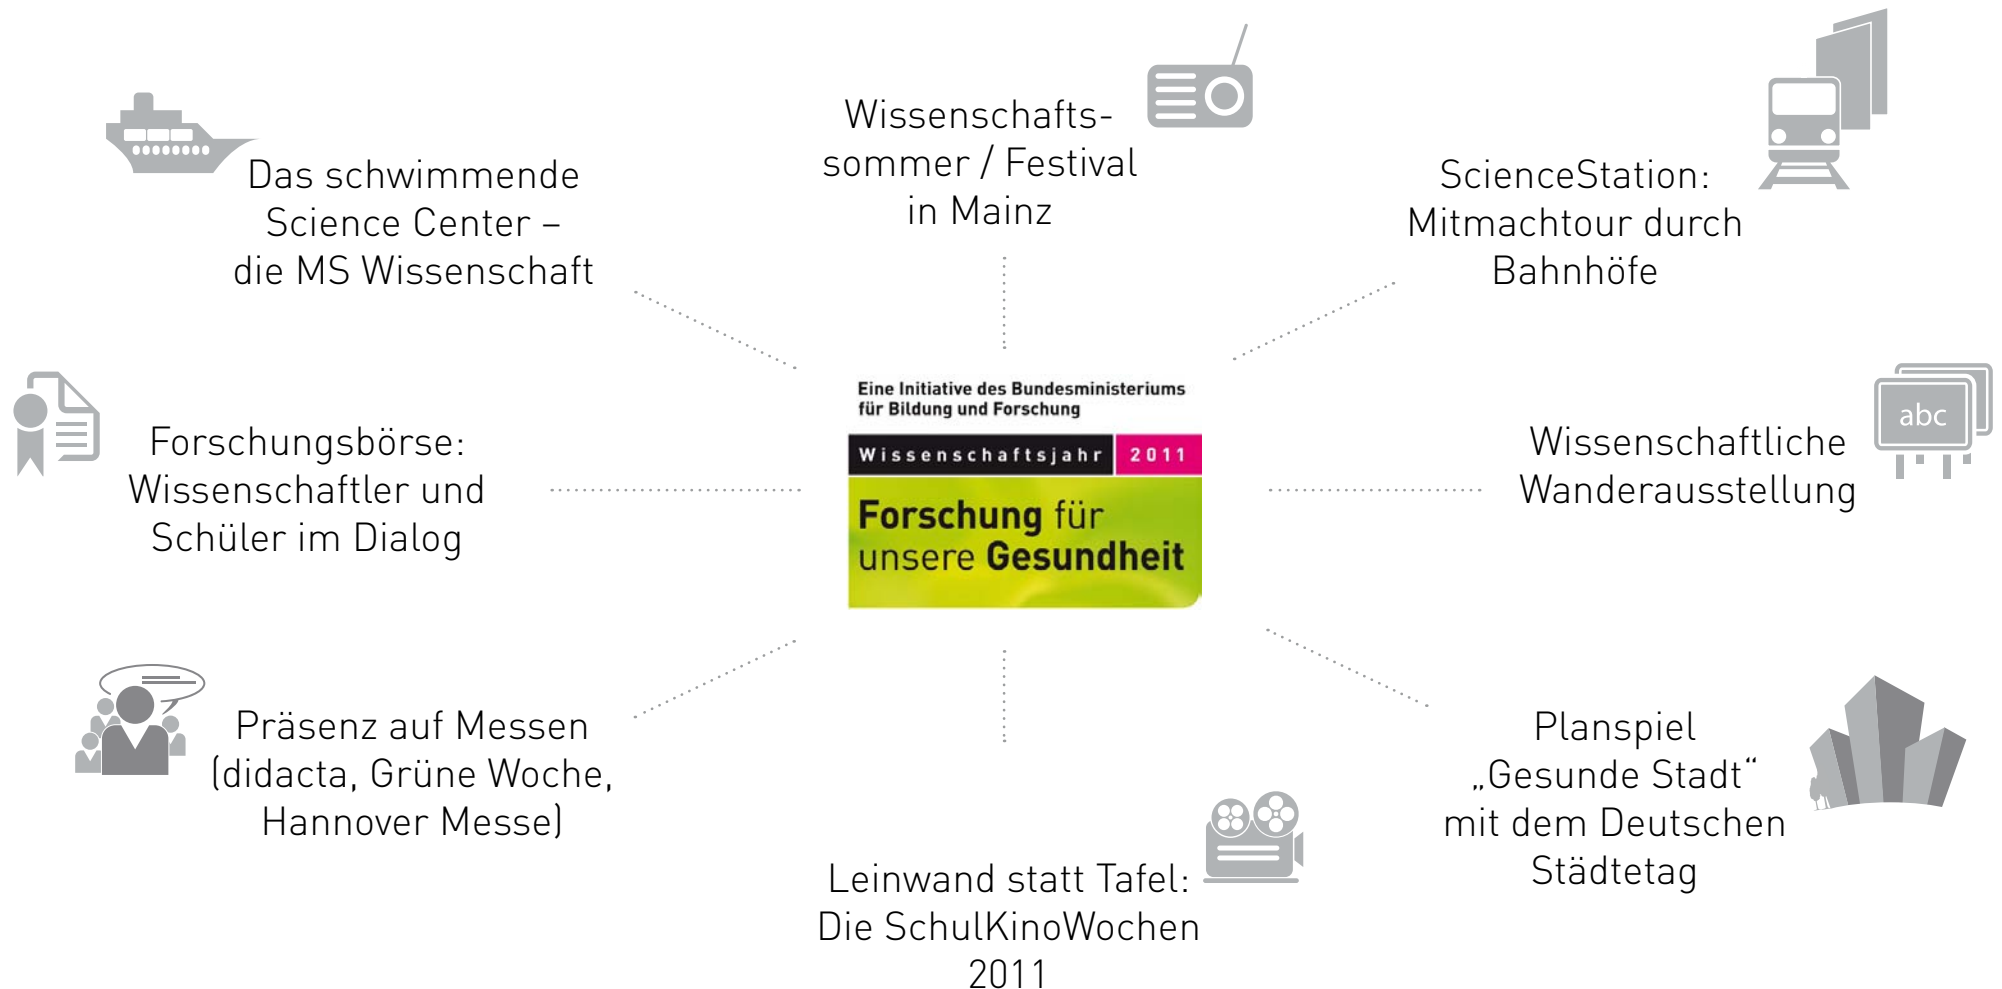 Das schwimmende
Science Center –
die MS Wissenschaft
Wissenschafts-
sommer / Festival
in Mainz
ScienceStation:
Mitmachtour durch
Bahnhöfe
Forschungsbörse:
Wissenschaftler und
Schüler im Dialog
Eine Initiative des Bundesministeriums
für Bildung und Forschung
Wissenschaftsjahr 2011
Forschung für
unsere Gesundheit
Wissenschaftliche
Wanderausstellung
abc
Präsenz auf Messen
(didacta, Grüne Woche,
Hannover Messe)
Leinwand statt Tafel:
Die SchulKinoWochen
2011
Planspiel
„Gesunde Stadt“
mit dem Deutschen
Städtetag